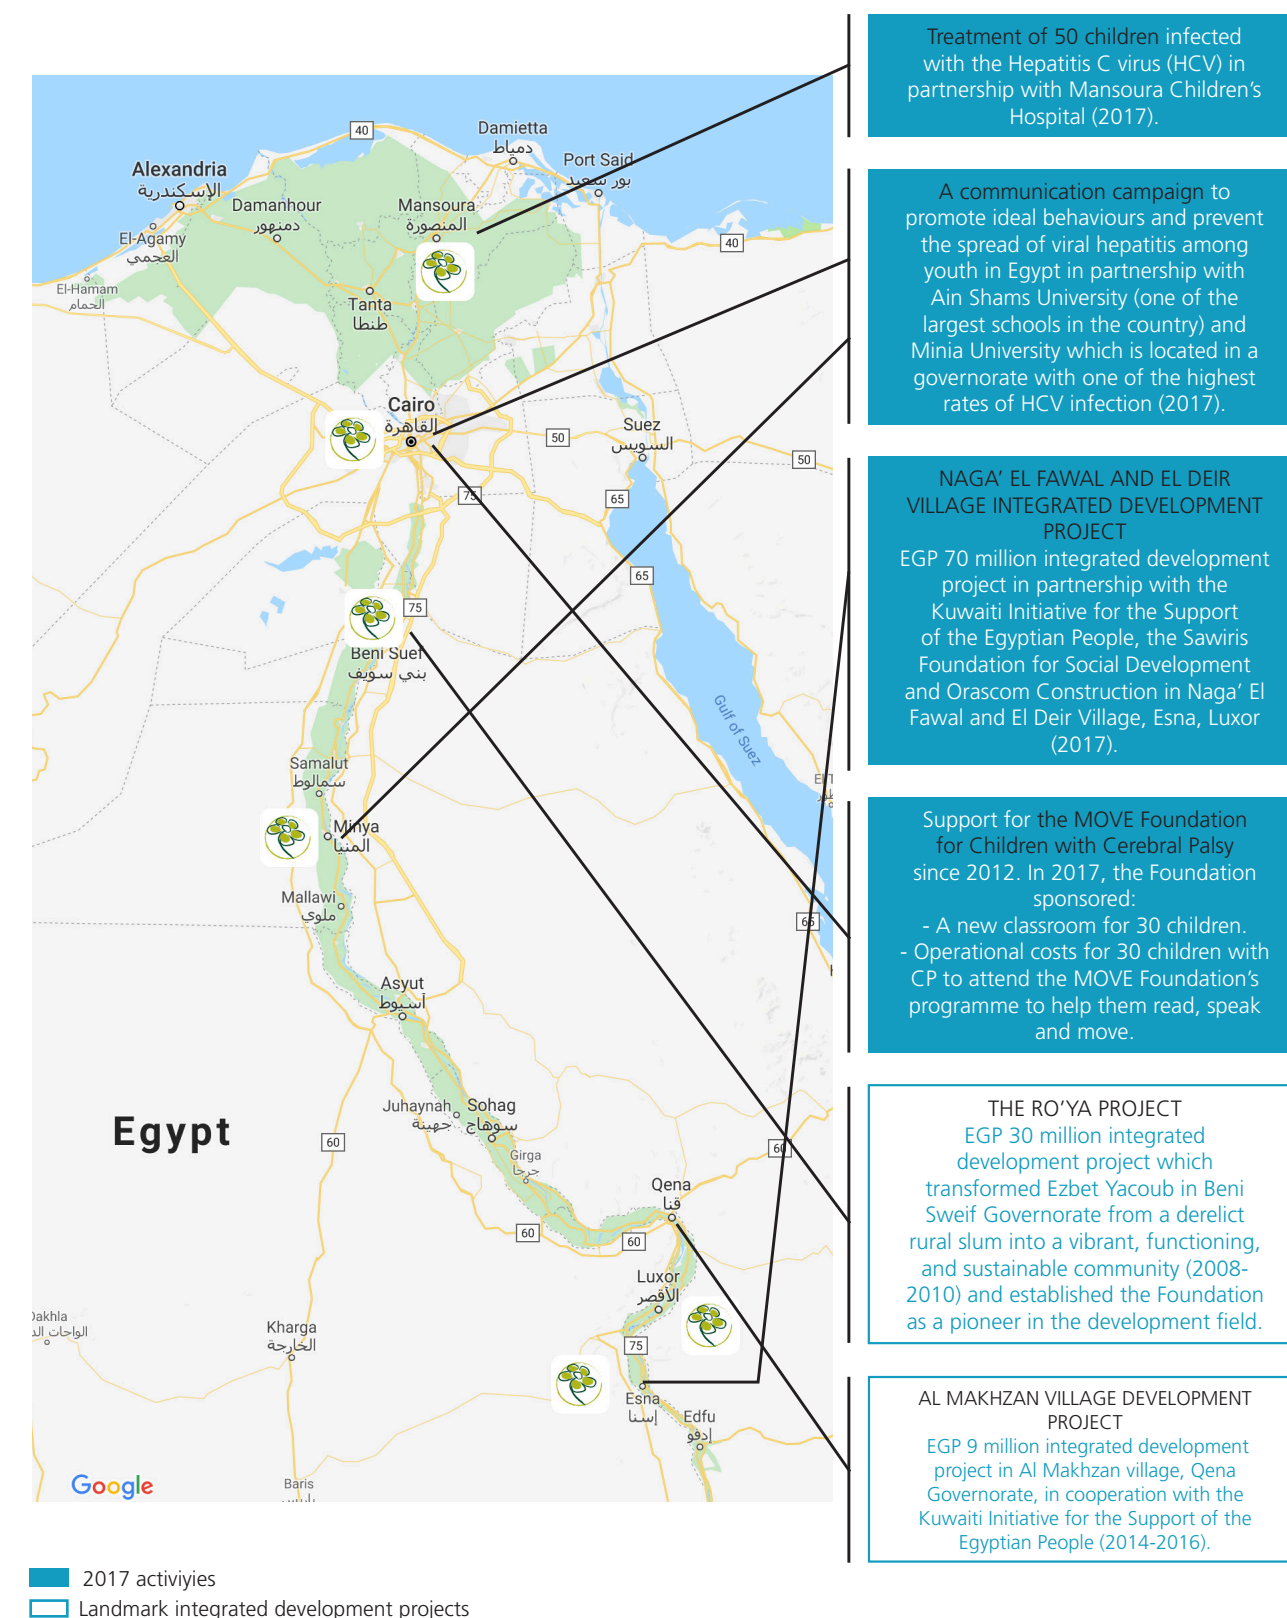 40
Damietta
دمياط
Port Said
بور سعيد
Alexandria
الإسكندرية
Damanhour
دمنهور
Mansoura
المنصورة
El-Agamy
العجمي
40
El-Hamam
الحمام
Tanta
طنطا
Cairo
القاهرة
50
Suez
السويس
50
75
65
65
75
Beni Suef
بني سويف
Gulf of Suez
Samalut
سمالوط
Minya
المنيا
Mallawi
ملوي
65
Asyut
أسيوط
Juhaynah
جهينة
Sohag
سوهاج
Egypt
60
60
Girga
جرجا
Qena
قنا
60
60
Luxor
الأقصر
Dakhla
Kharga
الخارجة
75
Esna
إسنا
Edfu
إدفو
Google
Baris
Treatment of 50 children infected
with the Hepatitis C virus (HCV) in
partnership with Mansoura Children’s
Hospital (2017).
A communication campaign to
promote ideal behaviours and prevent
the spread of viral hepatitis among
youth in Egypt in partnership with
Ain Shams University (one of the
largest schools in the country) and
Minia University which is located in a
governorate with one of the highest
rates of HCV infection (2017).
NAGA’ EL FAWAL AND EL DEIR
VILLAGE INTEGRATED DEVELOPMENT
PROJECT
EGP 70 million integrated development
project in partnership with the
Kuwaiti Initiative for the Support
of the Egyptian People, the Sawiris
Foundation for Social Development
and Orascom Construction in Naga’ El
Fawal and El Deir Village, Esna, Luxor
(2017).
Support for the MOVE Foundation
for Children with Cerebral Palsy
since 2012. In 2017, the Foundation
sponsored:
- A new classroom for 30 children.
- Operational costs for 30 children with
CP to attend the MOVE Foundation’s
programme to help them read, speak
and move.
THE RO’YA PROJECT
EGP 30 million integrated
development project which
transformed Ezbet Yacoub in Beni
Sweif Governorate from a derelict
rural slum into a vibrant, functioning,
and sustainable community (2008-
2010) and established the Foundation
as a pioneer in the development field.
AL MAKHZAN VILLAGE DEVELOPMENT
PROJECT
EGP 9 million integrated development
project in Al Makhzan village, Qena
Governorate, in cooperation with the
Kuwaiti Initiative for the Support of the
Egyptian People (2014-2016).
2017 activiyies
Landmark integrated development projects